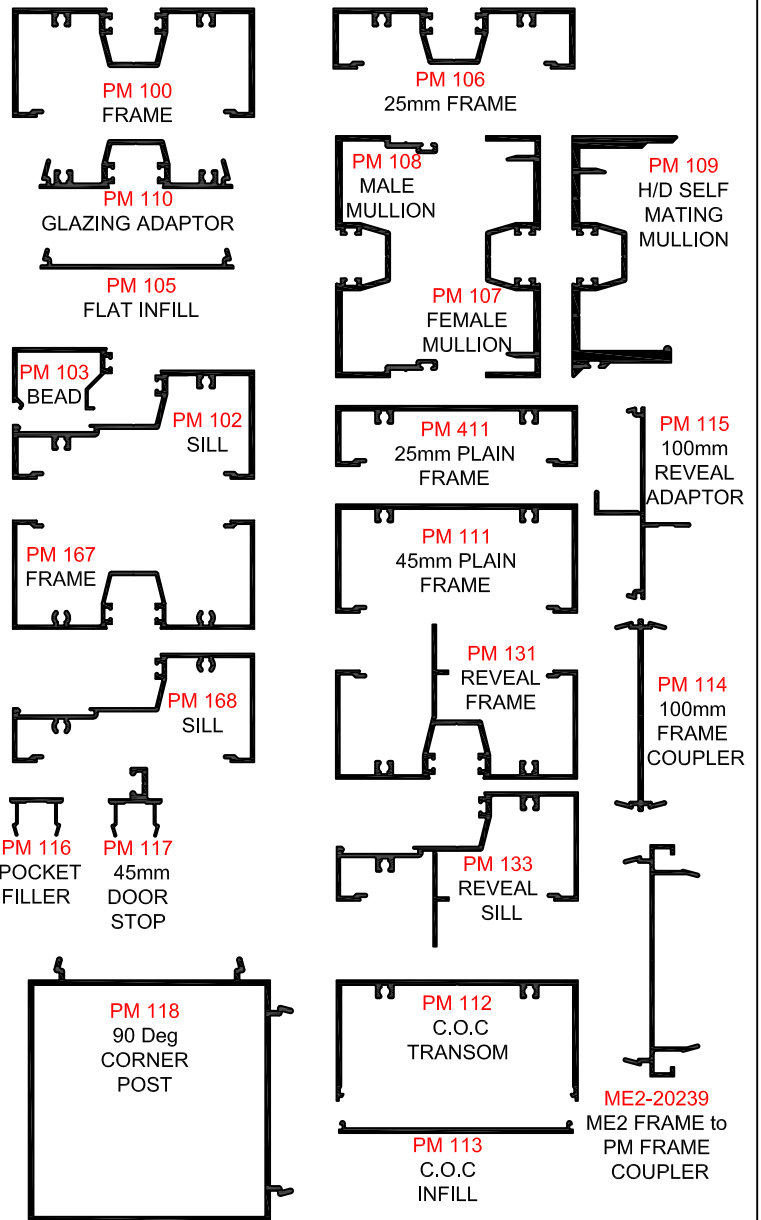 PM 100
FRAME
PM 106
25mm FRAME
PM 110
GLAZING ADAPTOR
PM 105
FLAT INFILL
PM 108
MALE
MULLION
PM 107
FEMALE
MULLION
PM 109
H/D SELF
MATING
MULLION
PM 103
BEAD
PM 102
SILL
PM 411
25mm PLAIN
FRAME
PM 115
100mm
REVEAL
ADAPTOR
PM 167
FRAME
PM 111
45mm PLAIN
FRAME
PM 168
SILL
PM 131
REVEAL
FRAME
PM 114
100mm
FRAME
COUPLER
PM 116
POCKET
FILLER
PM 117
45mm
DOOR
STOP
PM 133
REVEAL
SILL
PM 118
90 Deg
CORNER
POST
PM 112
C.O.C
TRANSOM
PM 113
C.O.C
INFILL
ME2-20239
ME2 FRAME to
PM FRAME
COUPLER